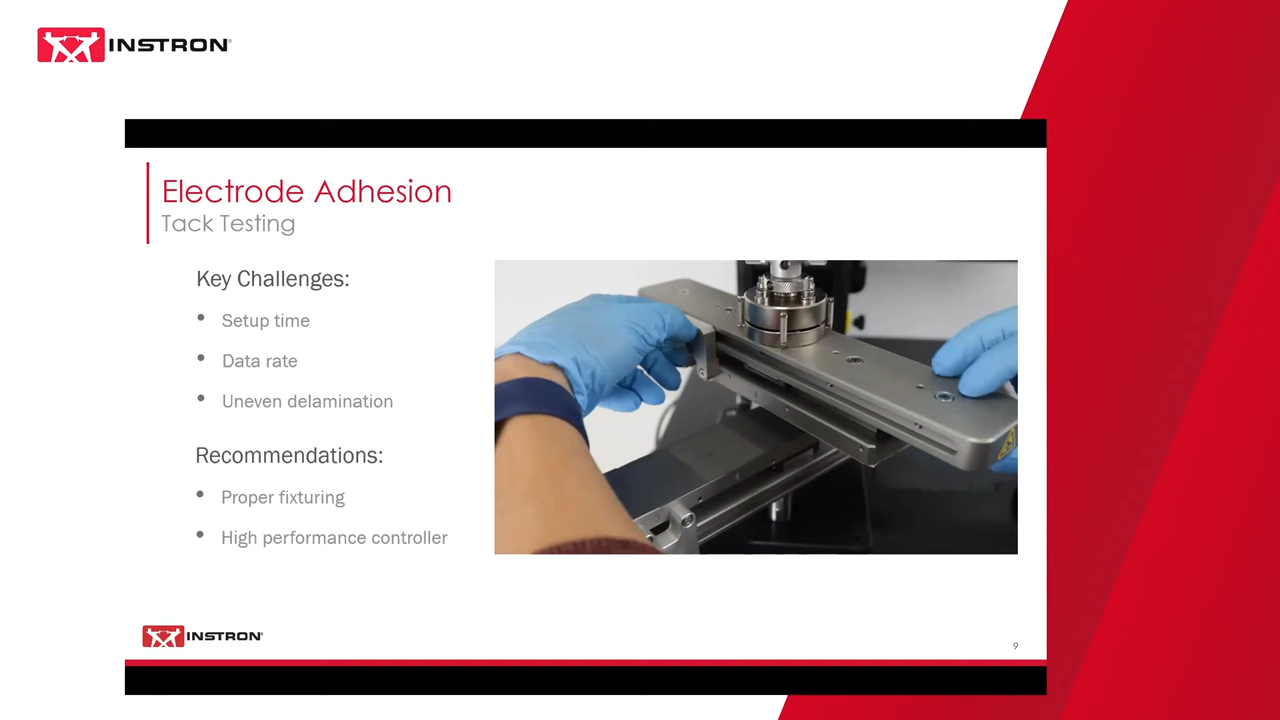 INSTRON
Electrode Adhesion
Tack Testing
Key Challenges:
• Setup time
• Data rate
• Uneven delamination
Recommendations:
• Proper fixturing
• High performance controller
INSTRON
9